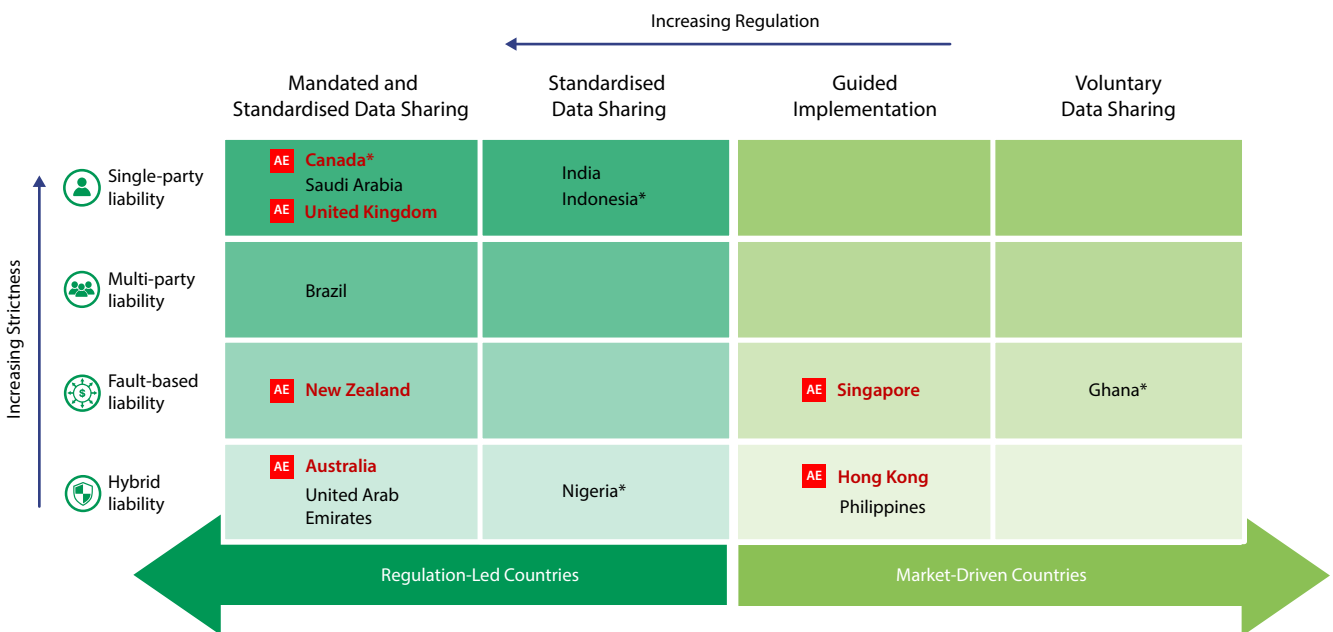 Increasing Regulation
Mandated and
Standardised Data Sharing
Standardised
Data Sharing
Guided
Implementation
Voluntary
Data Sharing
Increasing Strictness
Single-party
liability
AE Canada*
Saudi Arabia
AE United Kingdom
India
Indonesia*
Multi-party
liability
Brazil
Fault-based
liability
$
AE New Zealand
AE Singapore
Ghana*
Hybrid
liability
AE Australia
United Arab
Emirates
Nigeria*
AE Hong Kong
Philippines
Regulation-Led Countries
Market-Driven Countries